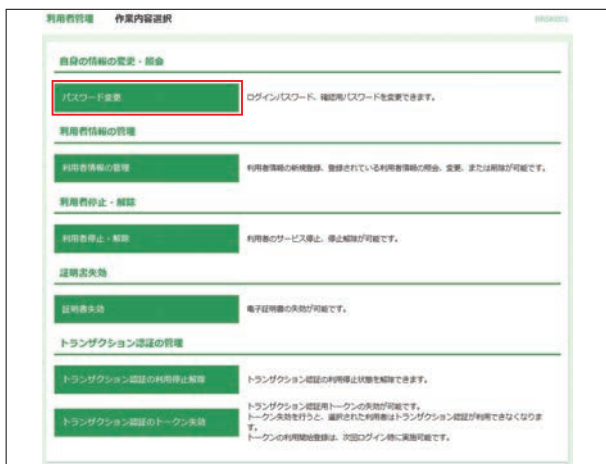 利用者管理 作業内容選択 BRSK001
自身の情報の変更・照会
パスワード変更 ログインパスワード、確認用パスワードを変更できます。
利用者情報の管理
利用者情報の管理 利用者情報の新規登録、登録されている利用者情報の照会、変更、または削除が可能です。
利用者停止・解除
利用者停止・解除 利用者のサービス停止、停止解除が可能です。
証明書失効
証明書失効 電子証明書の失効が可能です。
トランザクション認証の管理
トランザクション認証の利用停止解除 トランザクション認証の利用停止状態を解除できます。
トランザクション認証のトークン失効 トランザクション認証用トークンの失効が可能です。
トークン失効を行うと、選択された利用者はトランザクション認証が利用できなくなりま
す。
トークンの利用開始登録は、次回ログイン時に実施可能です。